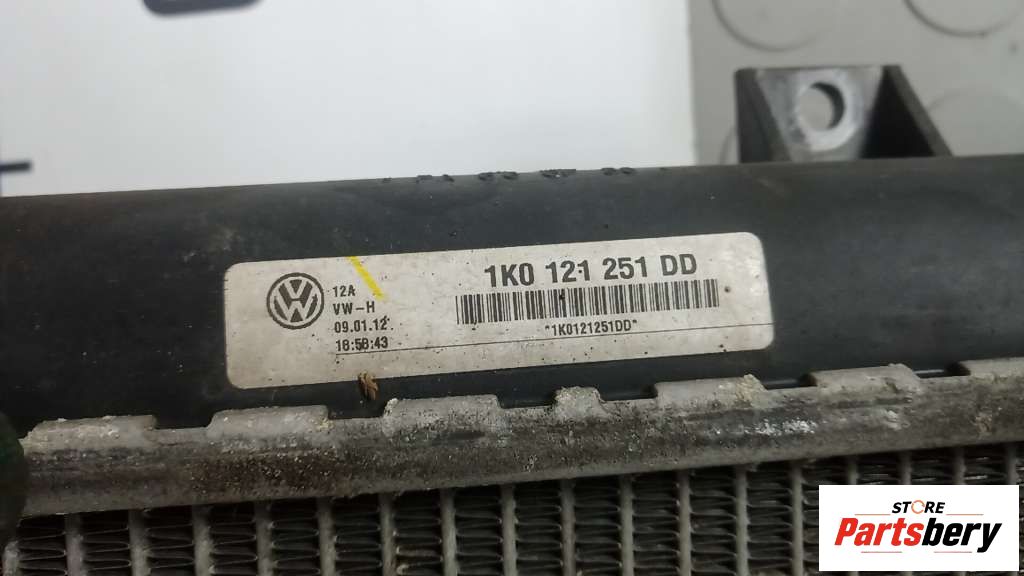 12A
VW-H
09.01.12
18:58:43
1K0 121 251 DD
*1K0121251DD*
STORE
Partsbery